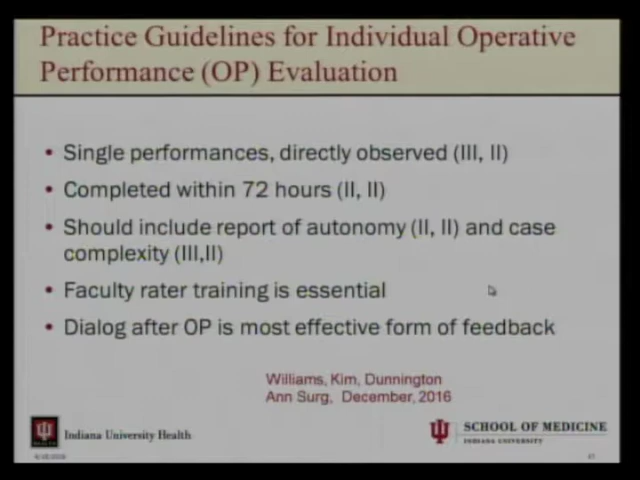 Practice Guidelines for Individual Operative
Performance (OP) Evaluation
• Single performances, directly observed (III, II)
• Completed within 72 hours (II, II)
• Should include report of autonomy (II, II) and case
complexity (III,II)
• Faculty rater training is essential
• Dialog after OP is most effective form of feedback
Williams, Kim, Dunnington
Ann Surg, December, 2016
Indiana University Health
SCHOOL OF MEDICINE
INDIANA UNIVERSITY